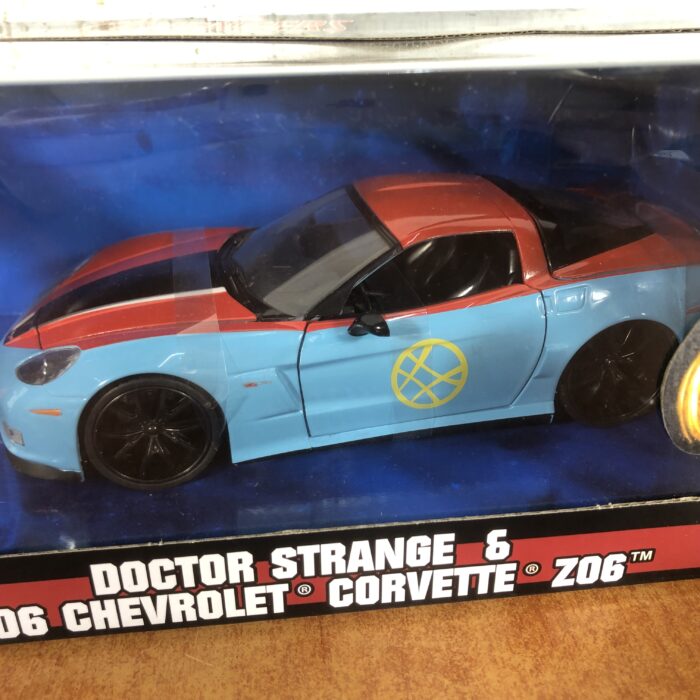 DOCTOR STRANGE &
06 CHEVROLET® CORVETTE® Z06™